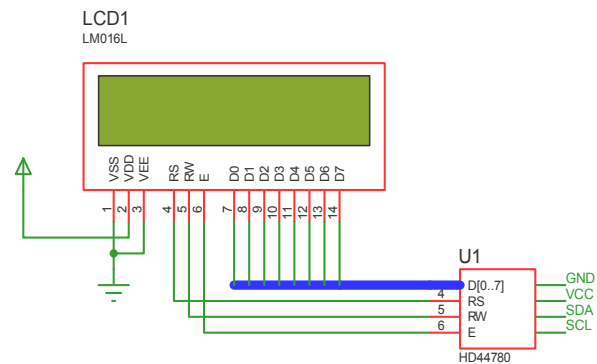 LCD1
LM016L
VSS VDD VEE RS RW E D0 D1 D2 D3 D4 D5 D6 D7
1 2 3 4 5 6 7 8 9 10 11 12 13 14
U1
D[0..7] GND
4 RS VCC
5 RW SDA
6 E SCL
HD44780